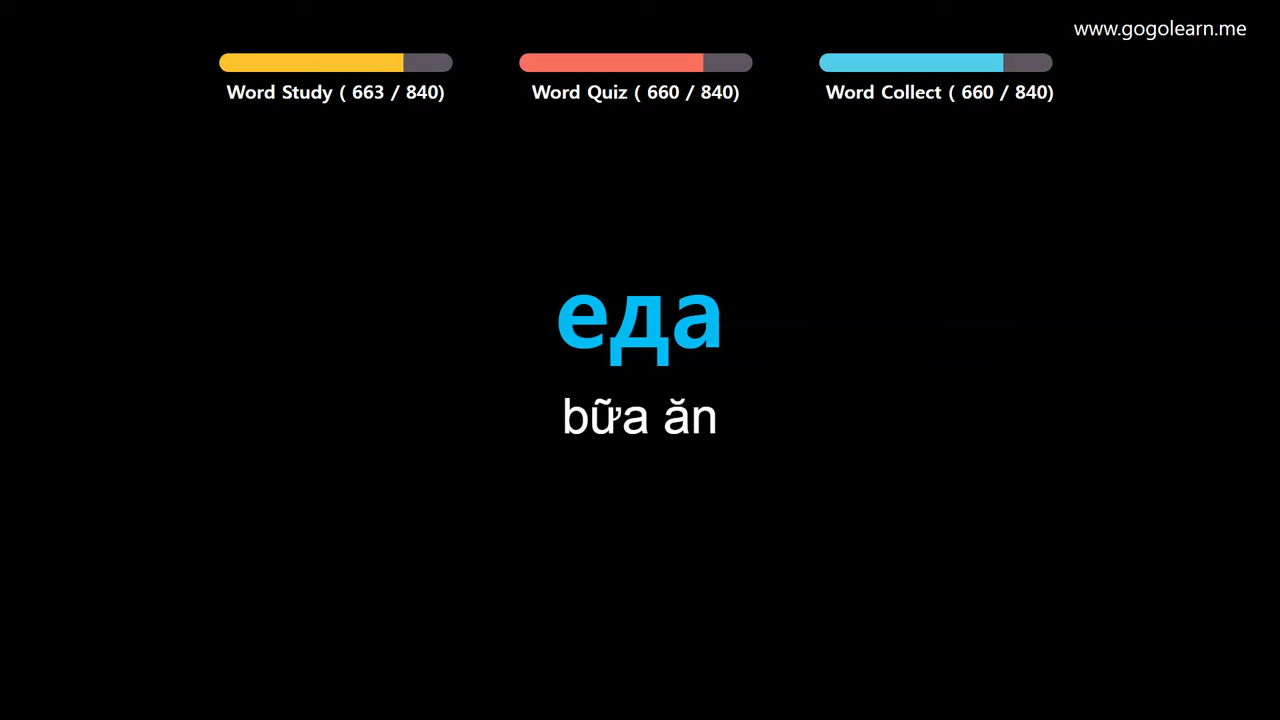 www.gogolearn.me
Word Study ( 663 / 840)
Word Quiz ( 660 / 840)
Word Collect ( 660 / 840)
еда
bữa ăn